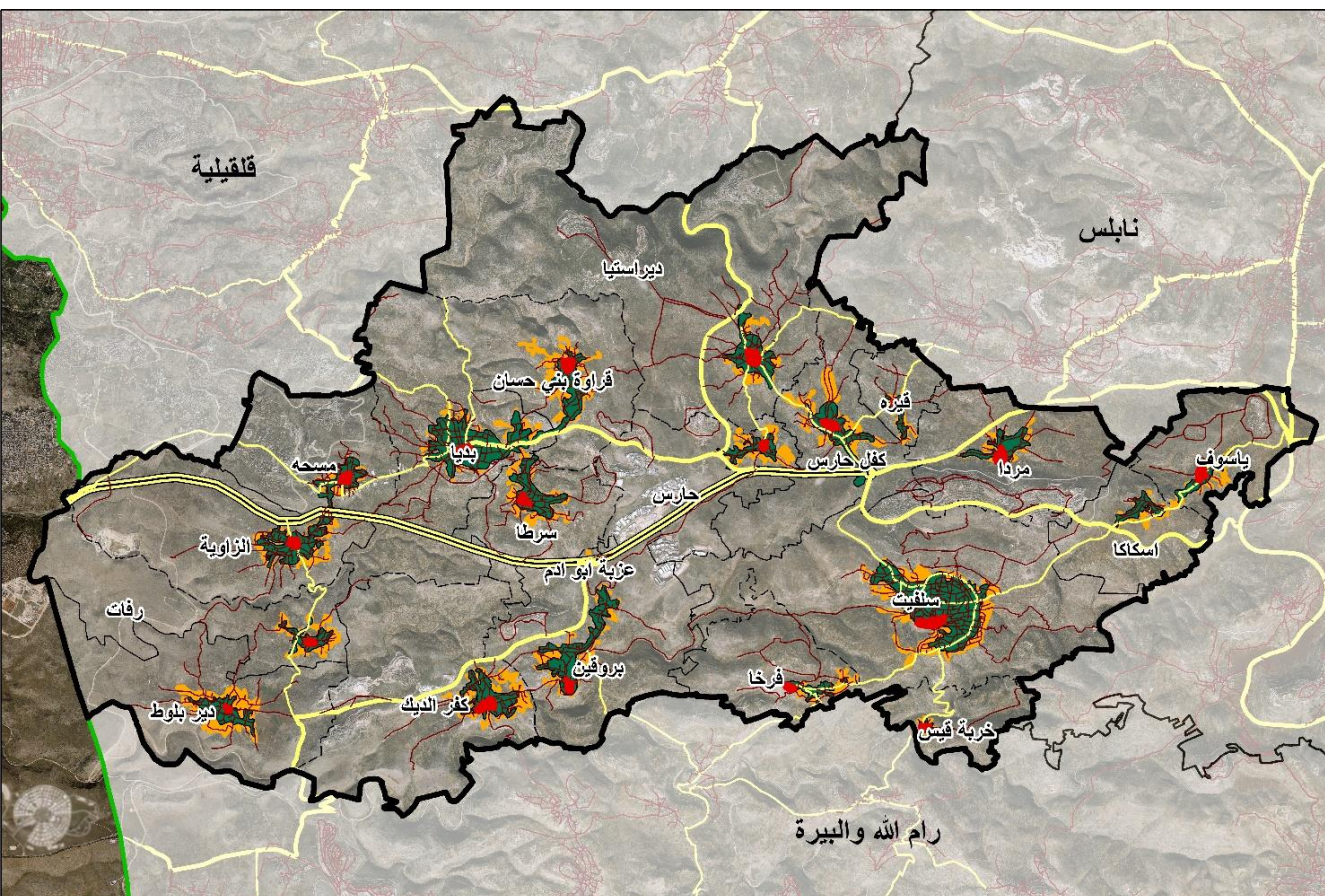 قلقيلية
نابلس
ديراستيا
قراوة بني حسان
قيره
بديا
كفل حارس
مردا
ياسوف
مسحه
حارس
سرطا
الزاوية
اسكاكا
عزبة ابو ادم
رفات
سلفيت
بروقين
فرخا
دير بلوط
كفر الديك
خربة قيس
رام الله والبيرة